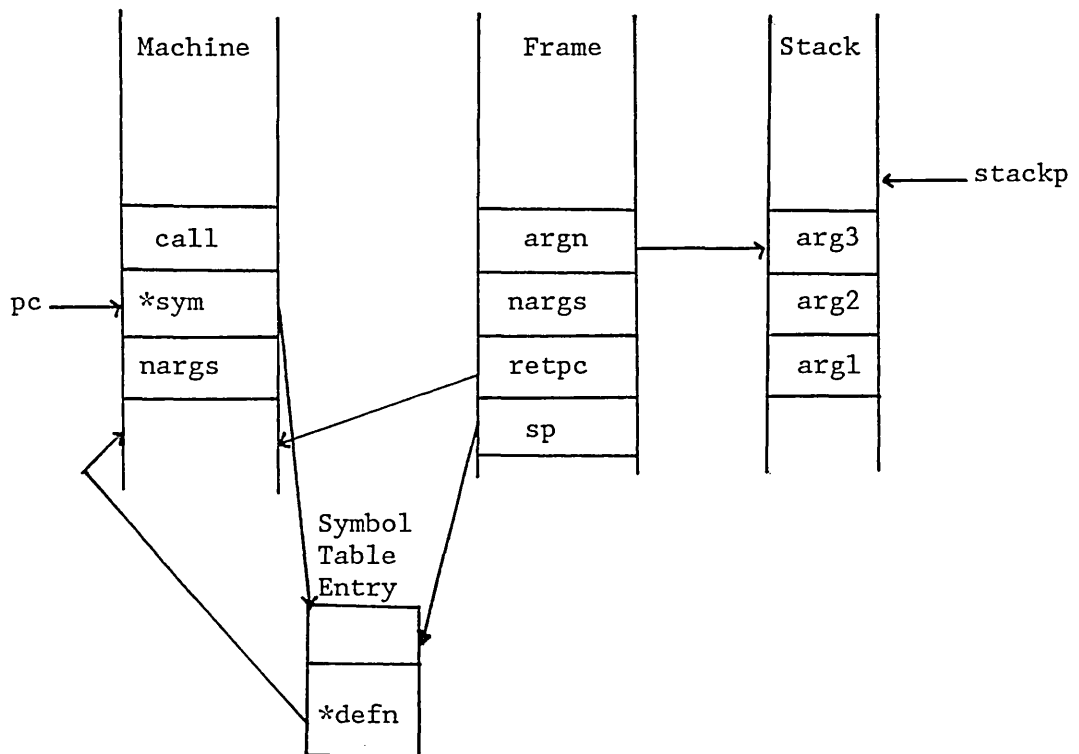 Machine
Frame
Stack
stackp
call
argn
arg3
pc
*sym
nargs
arg2
nargs
retpc
arg1
sp
Symbol
Table
Entry
*defn